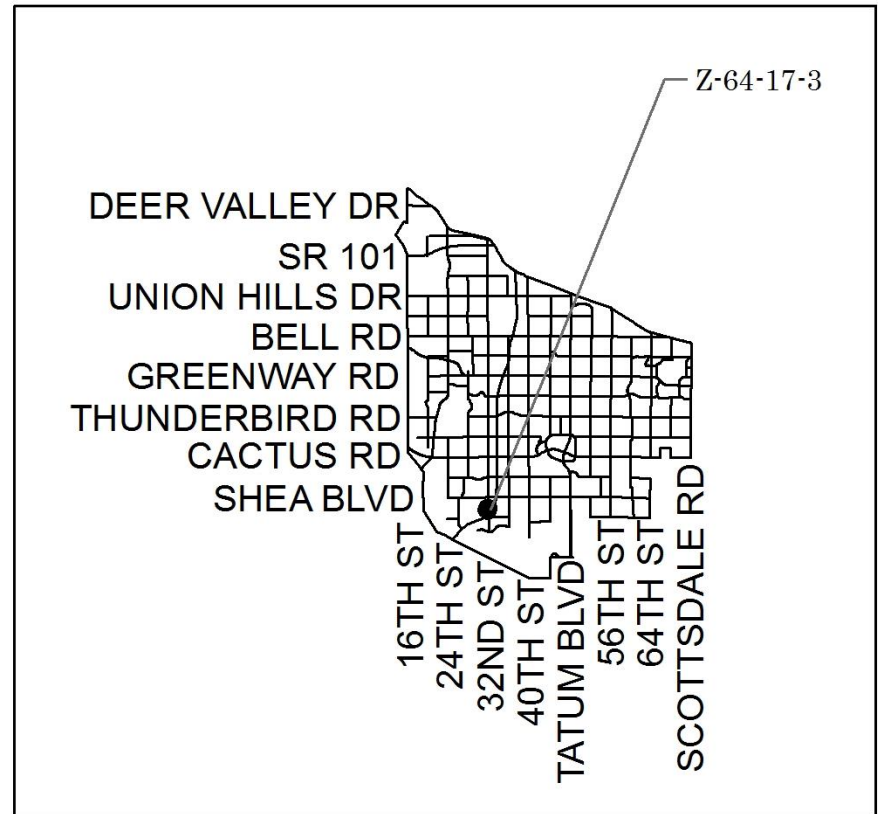 Z-64-17-3
DEER VALLEY DR
SR 101
UNION HILLS DR
BELL RD
GREENWAY RD
THUNDERBIRD RD
CACTUS RD
SHEA BLVD
16TH ST
24TH ST
32ND ST
40TH ST
TATUM BLVD
56TH ST
64TH ST
SCOTTSDALE RD